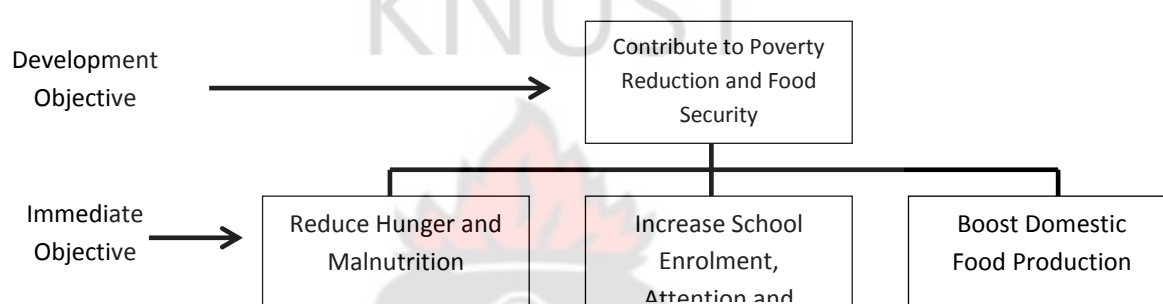 KNUST
Development
Objective
Contribute to Poverty
Reduction and Food
Security
Immediate
Objective
Reduce Hunger and
Malnutrition
Increase School
Enrolment,
Attention and
Boost Domestic
Food Production